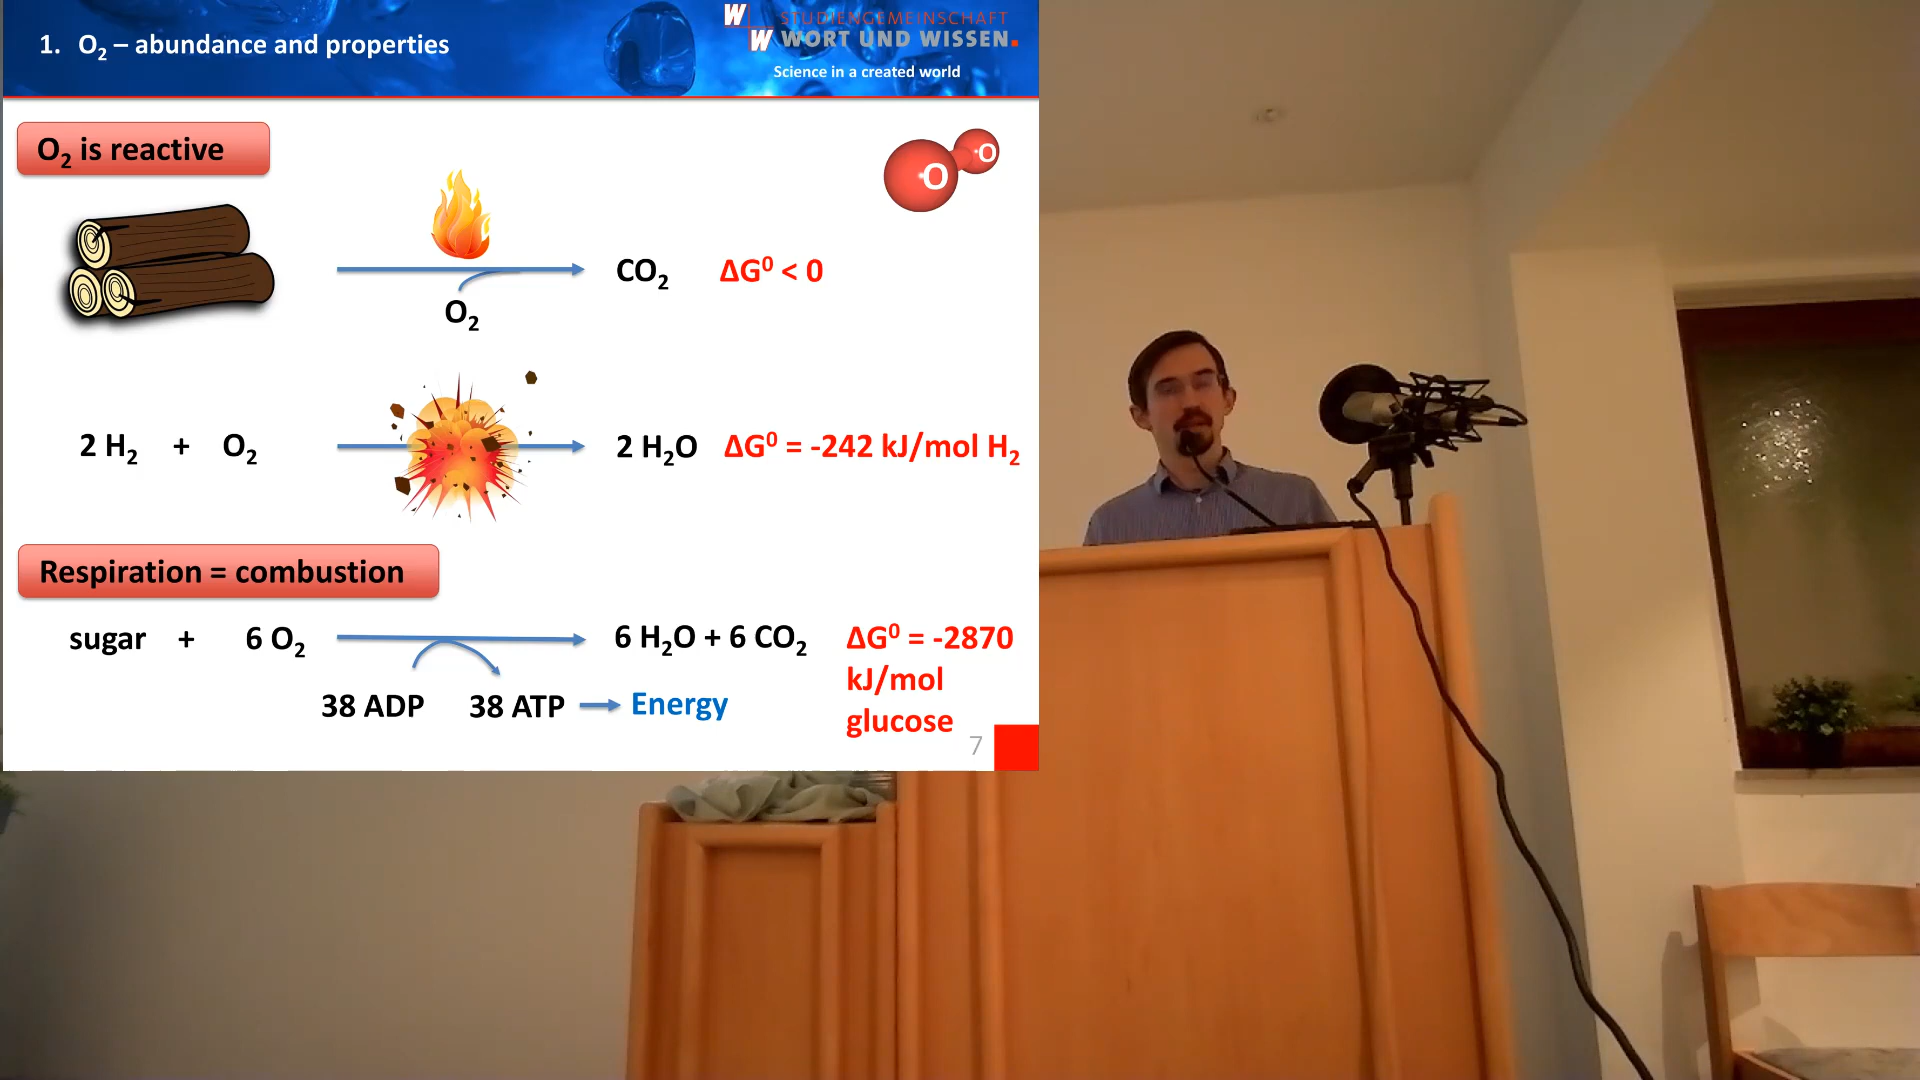 1. O₂ – abundance and properties
W
W
STUDIENGEMEINSCHAFT
WORT UND WISSEN.
Science in a created world
O₂ is reactive
O
O
CO₂ ΔG⁰ < 0
O₂
2 H₂ + O₂ 2 H₂O ΔG⁰ = -242 kJ/mol H₂
Respiration = combustion
sugar + 6 O₂ 6 H₂O + 6 CO₂ ΔG⁰ = -2870
kJ/mol
glucose
38 ADP 38 ATP Energy
7